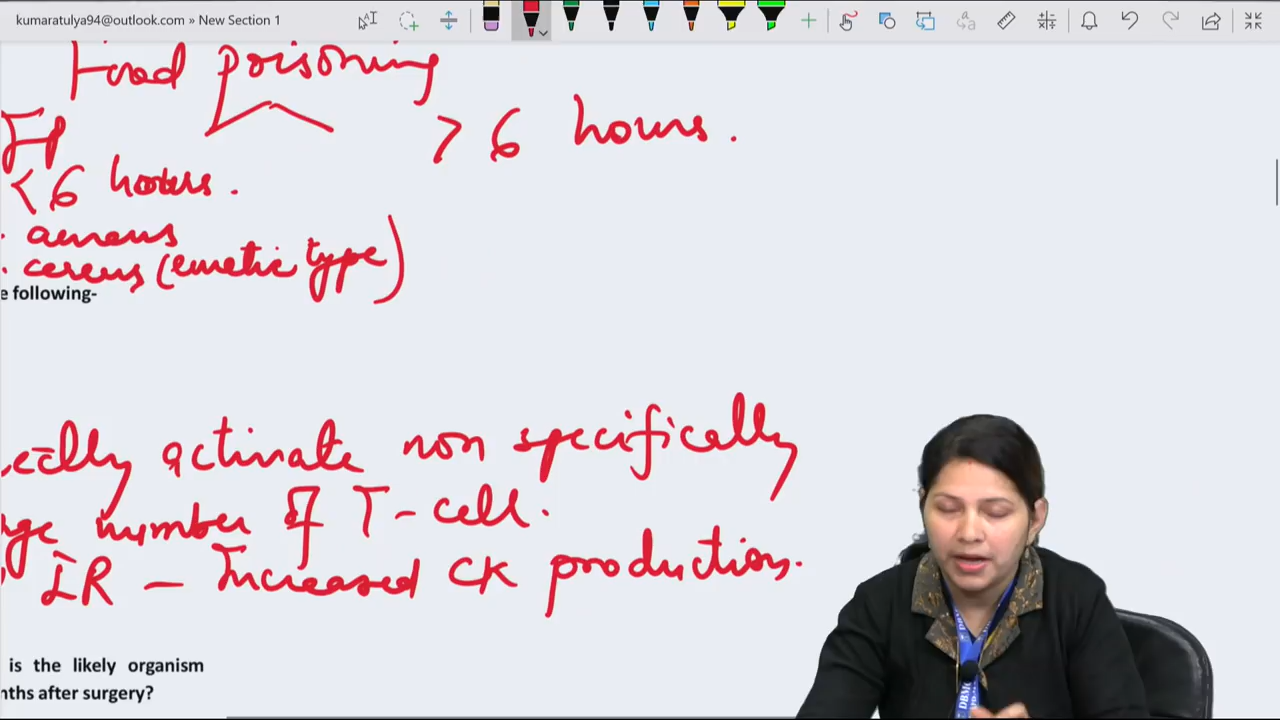 kumaratulya94@outlook.com » New Section 1
Food poisoning
IP
< 6 hours.
> 6 hours.
. aureus
. cereus (emetic type)
e following-
activate non specifically
number of T-cell.
IR – Increased CK production.
is the likely organism
nths after surgery?